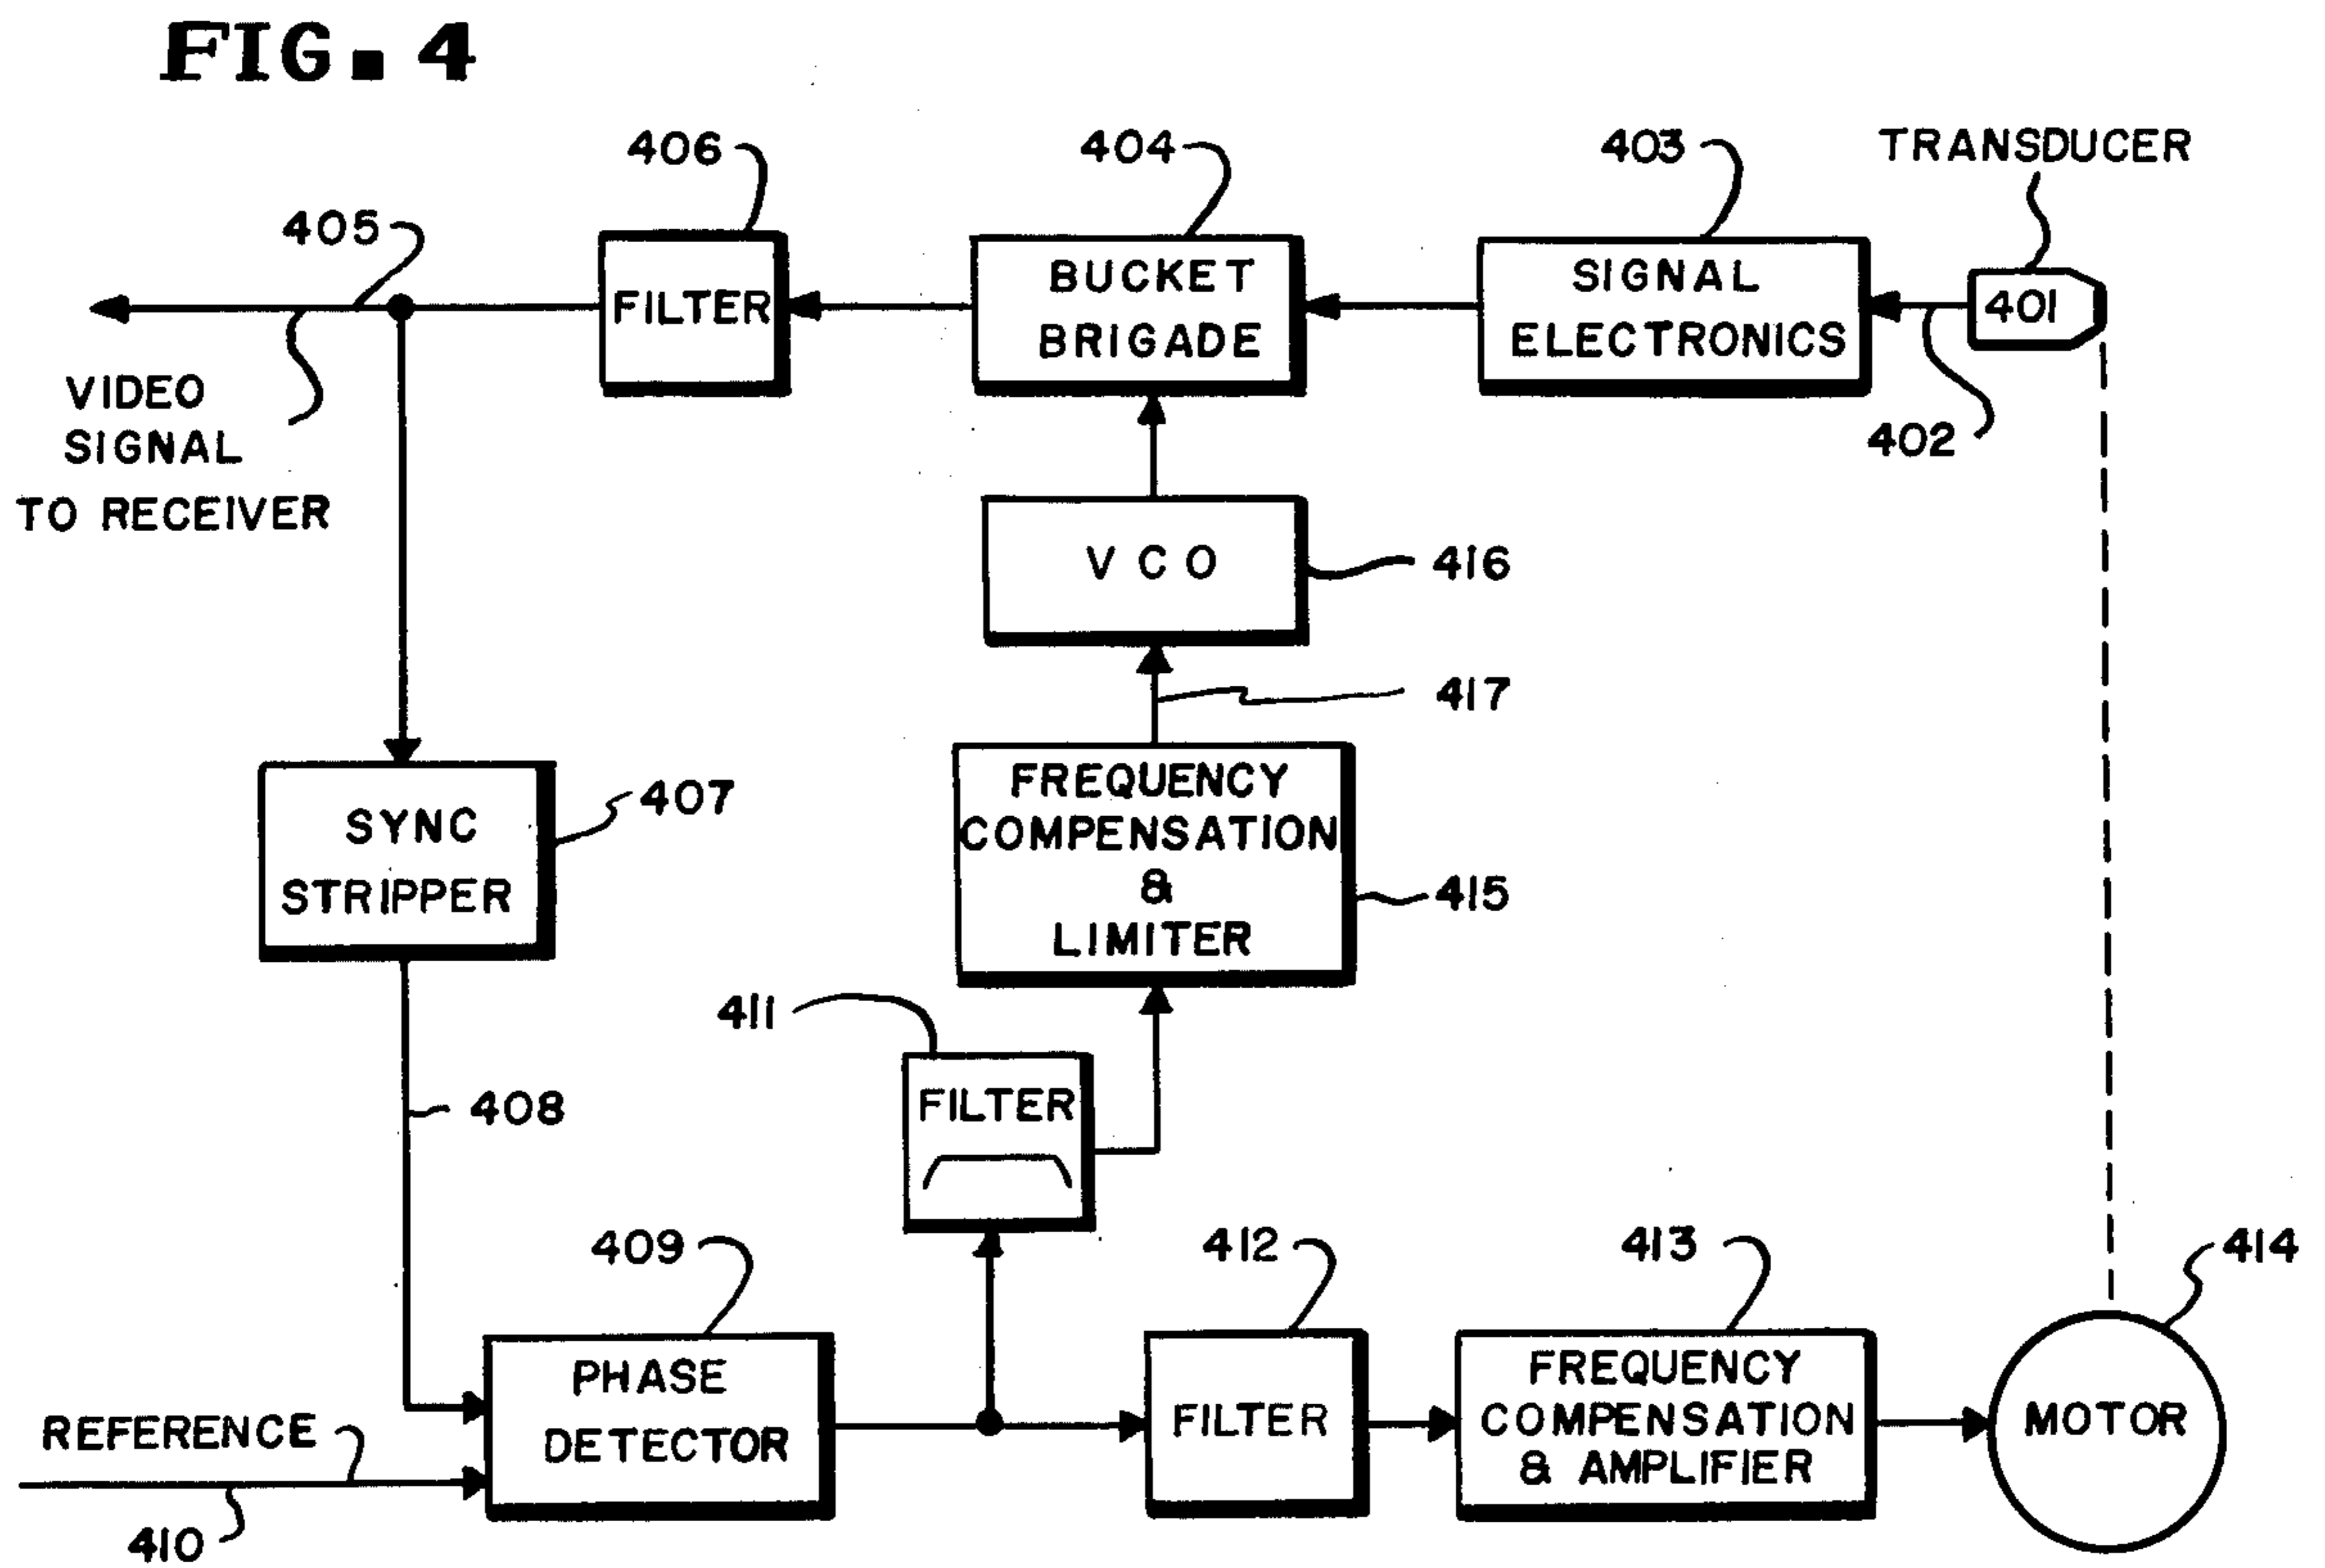 FIG. 4
406
404
403
TRANSDUCER
405
FILTER
BUCKET
BRIGADE
SIGNAL
ELECTRONICS
401
402
VIDEO
SIGNAL
TO RECEIVER
VCO
416
417
SYNC
STRIPPER
407
FREQUENCY
COMPENSATION
&
LIMITER
415
411
FILTER
408
409
412
413
414
PHASE
DETECTOR
FILTER
FREQUENCY
COMPENSATION
& AMPLIFIER
MOTOR
REFERENCE
410